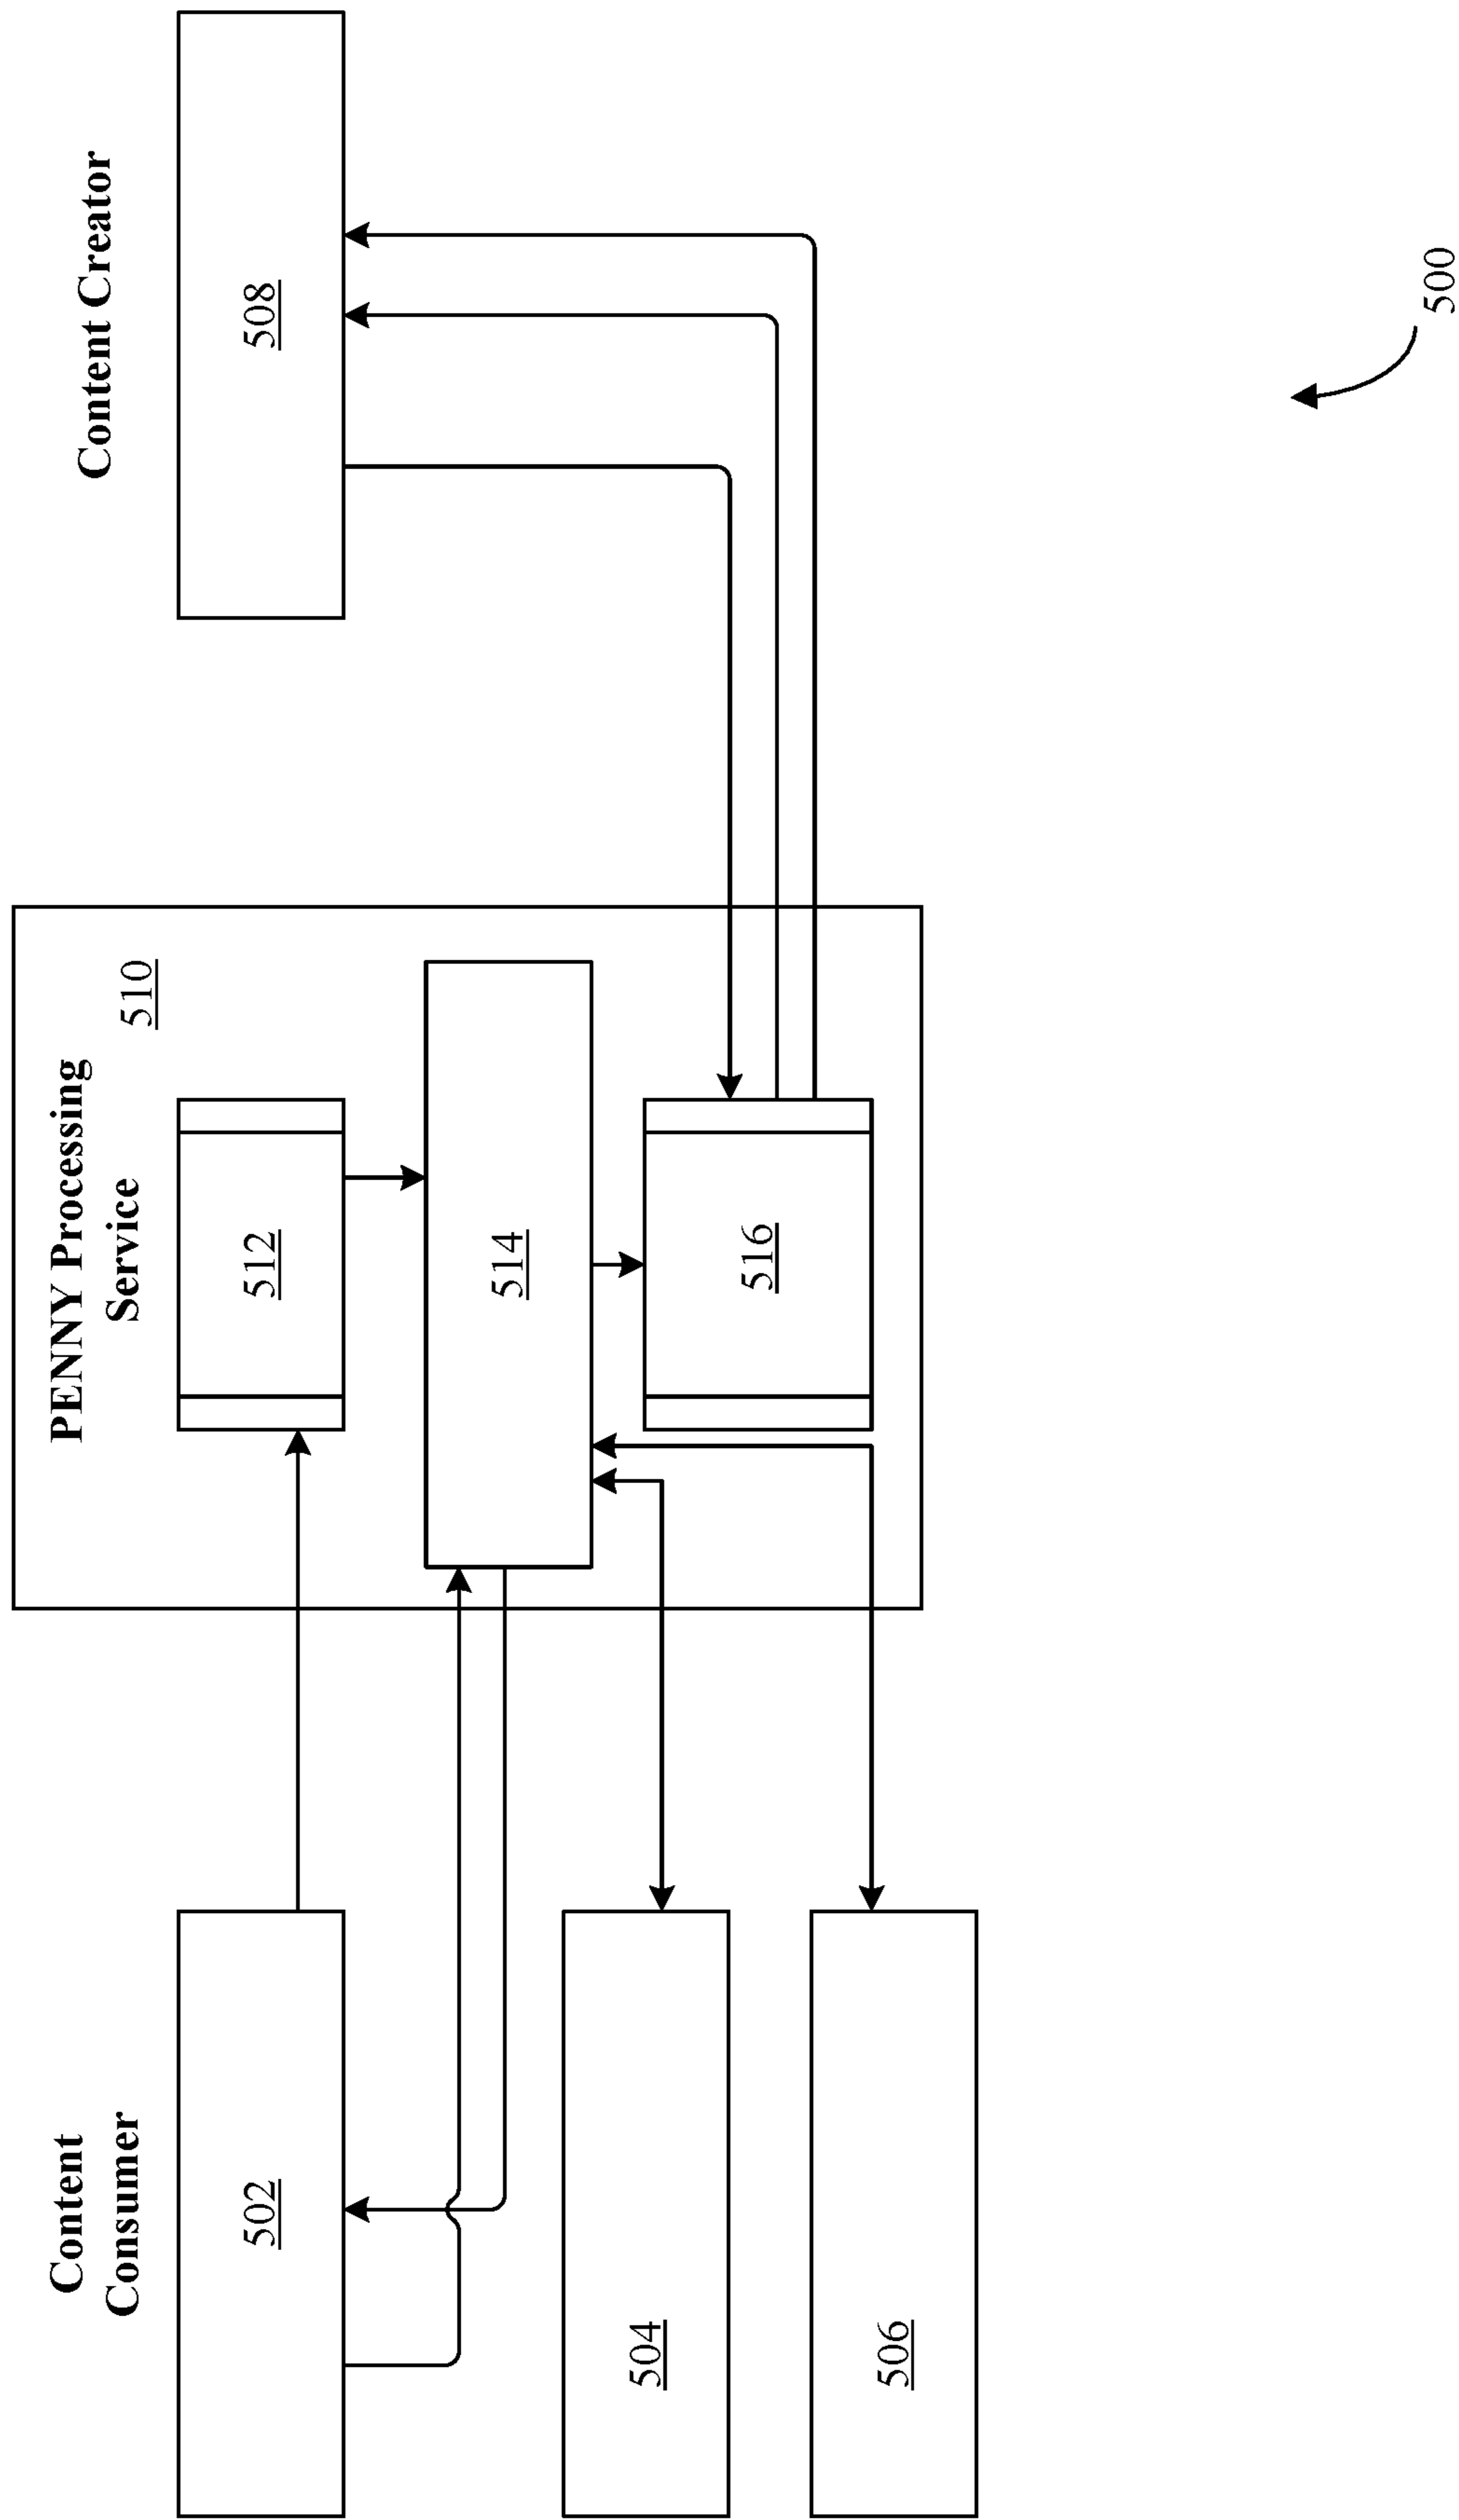 Content
Consumer
PENNY Processing
Service
Content Creator
510
502
512
508
514
504
516
506
500